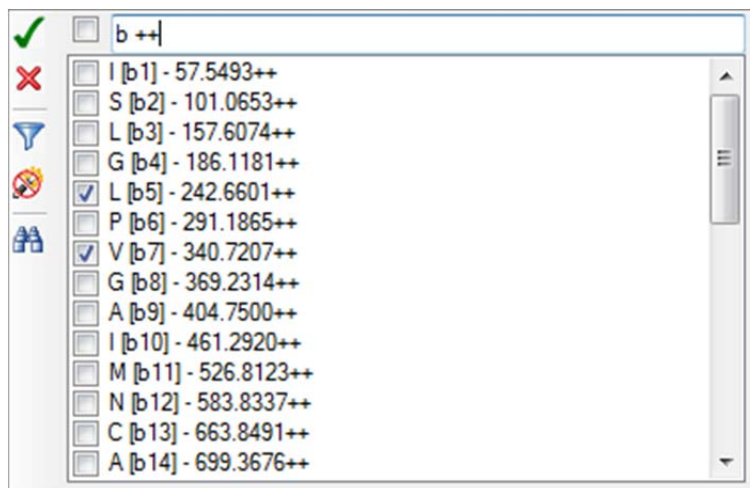 b ++
I [b1] - 57.5493++
S [b2] - 101.0653++
L [b3] - 157.6074++
G [b4] - 186.1181++
L [b5] - 242.6601++
P [b6] - 291.1865++
V [b7] - 340.7207++
G [b8] - 369.2314++
A [b9] - 404.7500++
I [b10] - 461.2920++
M [b11] - 526.8123++
N [b12] - 583.8337++
C [b13] - 663.8491++
A [b14] - 699.3676++